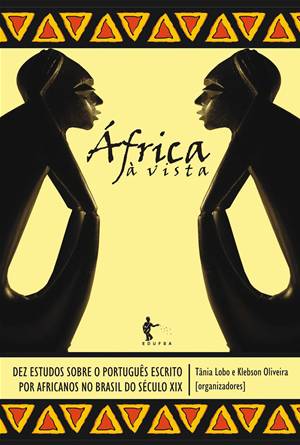 África
à vista
EDUFBA
DEZ ESTUDOS SOBRE O PORTUGUÊS ESCRITO
POR AFRICANOS NO BRASIL DO SÉCULO XIX
Tânia Lobo e Klebson Oliveira
[organizadores]